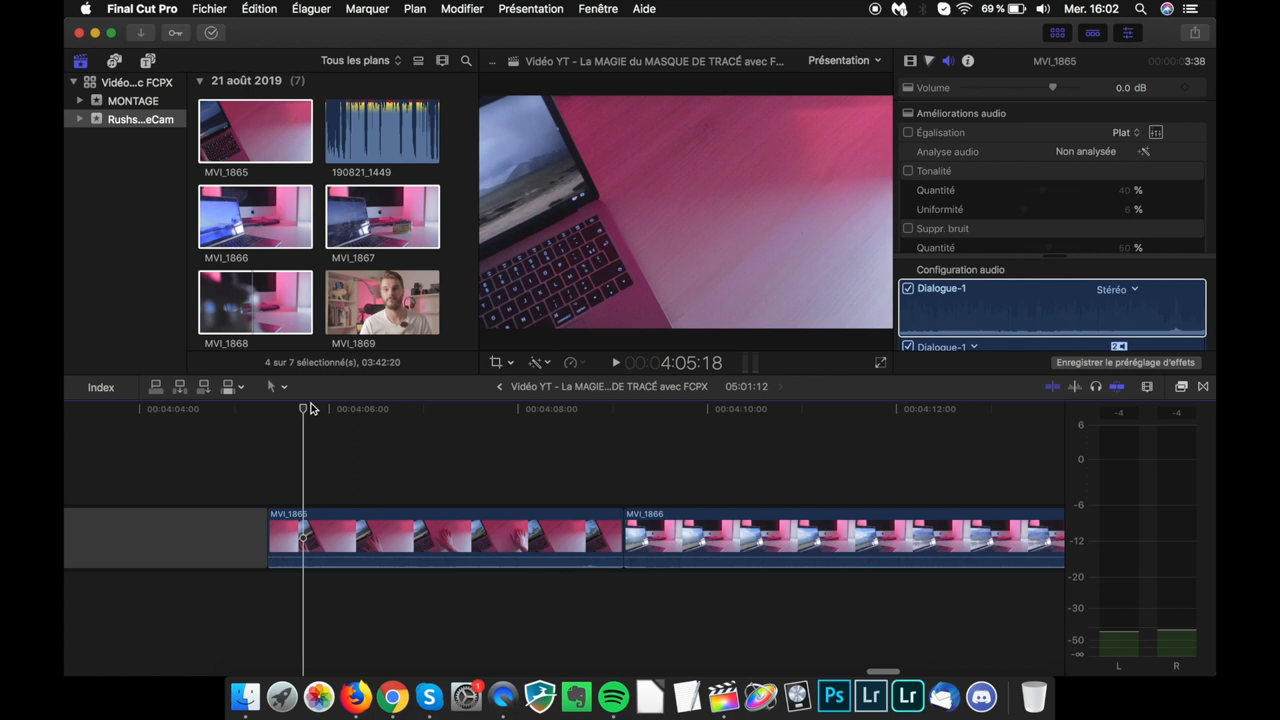 Final Cut Pro Fichier Édition Élaguer Marquer Plan Modifier Présentation Fenêtre Aide 69 % Mer. 16:02
Tous les plans
... Vidéo YT - La MAGIE du MASQUE DE TRACÉ avec F... Présentation
MVI_1865 00:00:03:38
Vidéo...c FCPX
MONTAGE
Rushs...eCam
21 août 2019 (7)
MVI_1865 190821_1449
MVI_1866 MVI_1867
MVI_1868 MVI_1869
Volume 0.0 dB
Améliorations audio
Égalisation Plat
Analyse audio Non analysée
Tonalité
Quantité 40 %
Uniformité 6 %
Suppr. bruit
Quantité 50 %
Configuration audio
Dialogue-1 Stéréo
Dialogue-1 2
4 sur 7 sélectionné(s), 03:42:20
00:04:05:18
Enregistrer le préréglage d'effets
Index
Vidéo YT - La MAGIE...DE TRACÉ avec FCPX 05:01:12
00:04:04:00 00:04:06:00 00:04:08:00 00:04:10:00 00:04:12:00
MVI_1865 MVI_1866
-4 -4
6
0
-6
-12
-20
-30
-50
-∞
L R
1
Ps Lr Lr